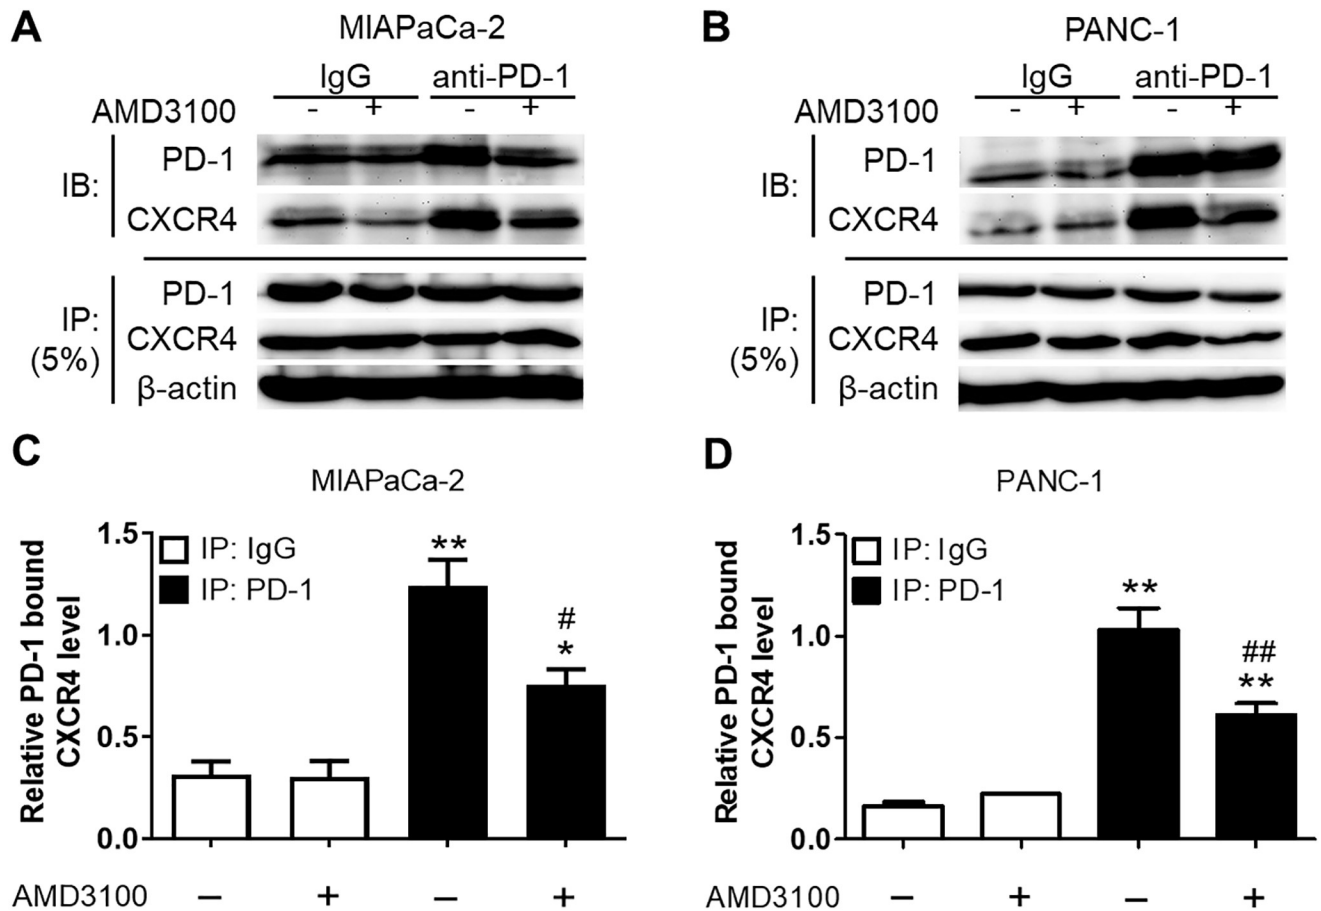 A
MIAPaCa-2
IgG anti-PD-1
AMD3100 - + - +
IB:
PD-1
CXCR4
IP:
(5%)
PD-1
CXCR4
β-actin
B
PANC-1
IgG anti-PD-1
AMD3100 - + - +
IB:
PD-1
CXCR4
IP:
(5%)
PD-1
CXCR4
β-actin
C
MIAPaCa-2
Relative PD-1 bound
CXCR4 level
1.5
1.0
0.5
0.0
IP: IgG
IP: PD-1
**
#
*
AMD3100 – + – +
D
PANC-1
Relative PD-1 bound
CXCR4 level
1.5
1.0
0.5
0.0
IP: IgG
IP: PD-1
**
##
**
AMD3100 – + – +